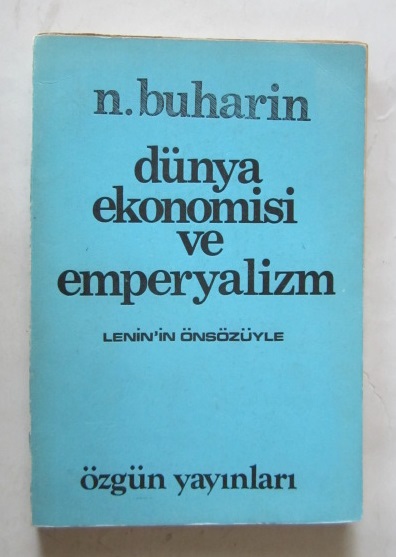 n.buharin
dünya
ekonomisi
ve
emperyalizm
LENİN'İN ÖNSÖZÜYLE
özgün yayınları